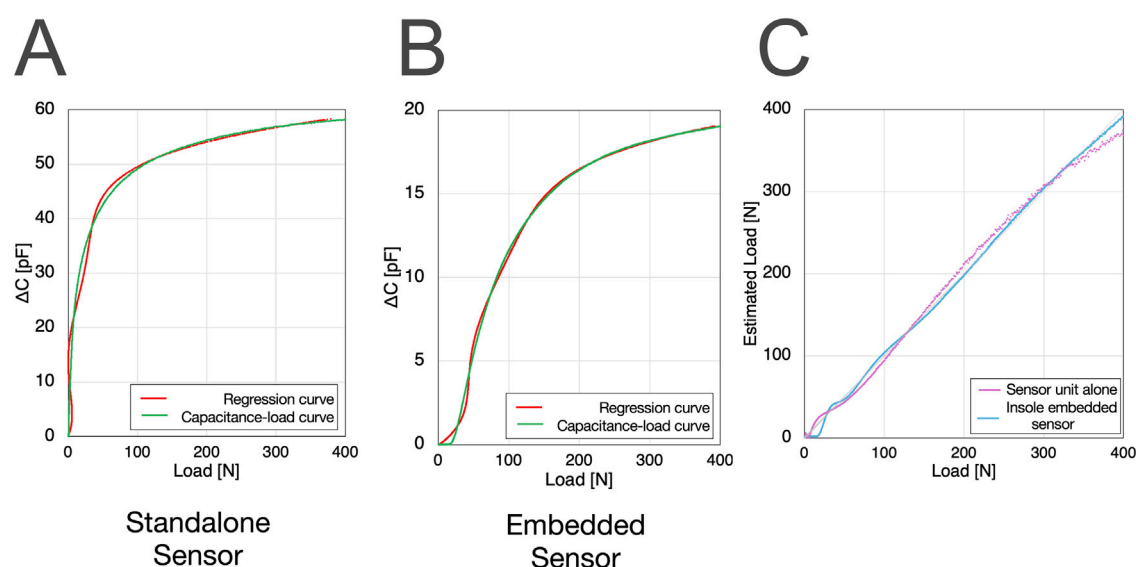 A
B
C
60
50
40
30
20
10
0
ΔC [pF]
0
100
200
300
400
Load [N]
Regression curve
Capacitance-load curve
Standalone
Sensor
20
15
10
5
0
ΔC [pF]
0
100
200
300
400
Load [N]
Regression curve
Capacitance-load curve
Embedded
Sensor
400
300
200
100
0
Estimated Load [N]
0
100
200
300
400
Load [N]
Sensor unit alone
Insole embedded
sensor